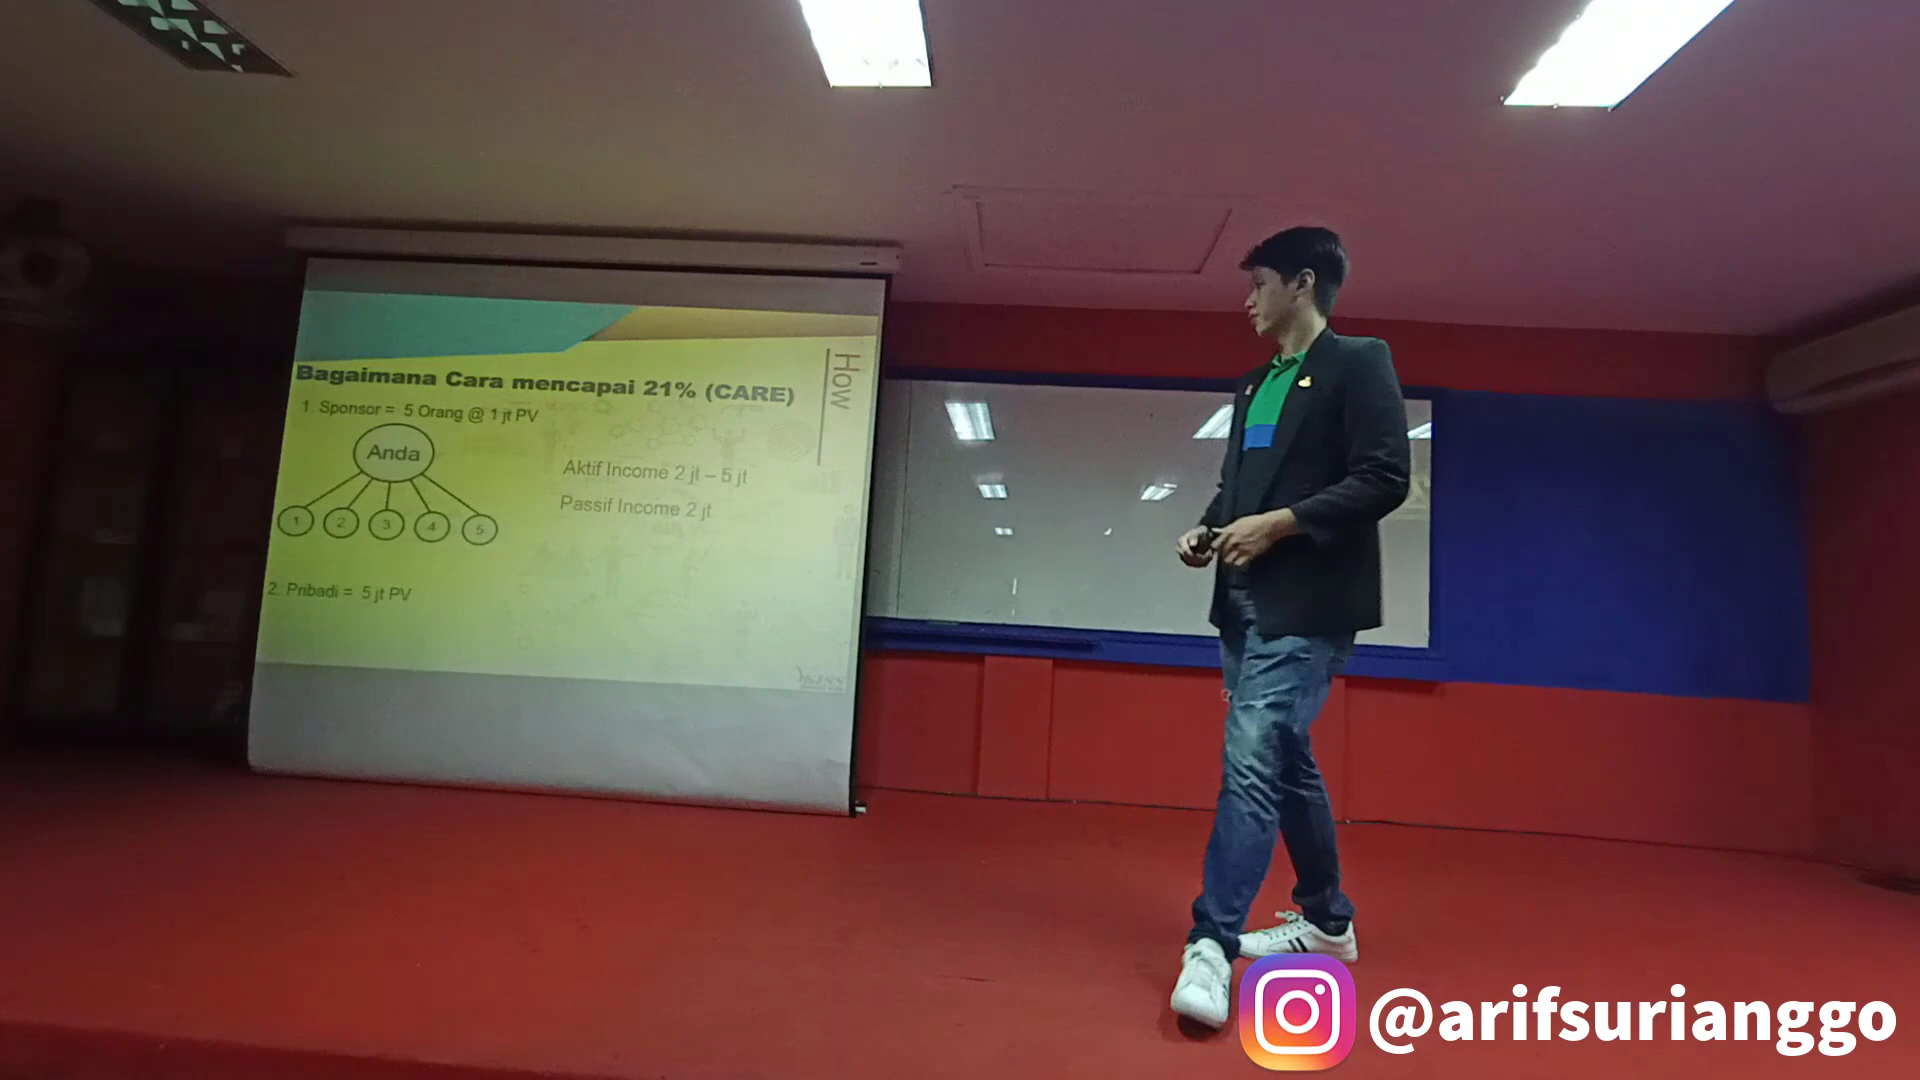 How
Bagaimana Cara mencapai 21% (CARE)
1. Sponsor = 5 Orang @ 1 jt PV
Anda
1 2 3 4 5
Aktif Income 2 jt – 5 jt
Passif Income 2 jt
2. Pribadi = 5 jt PV
@arifsurianggo